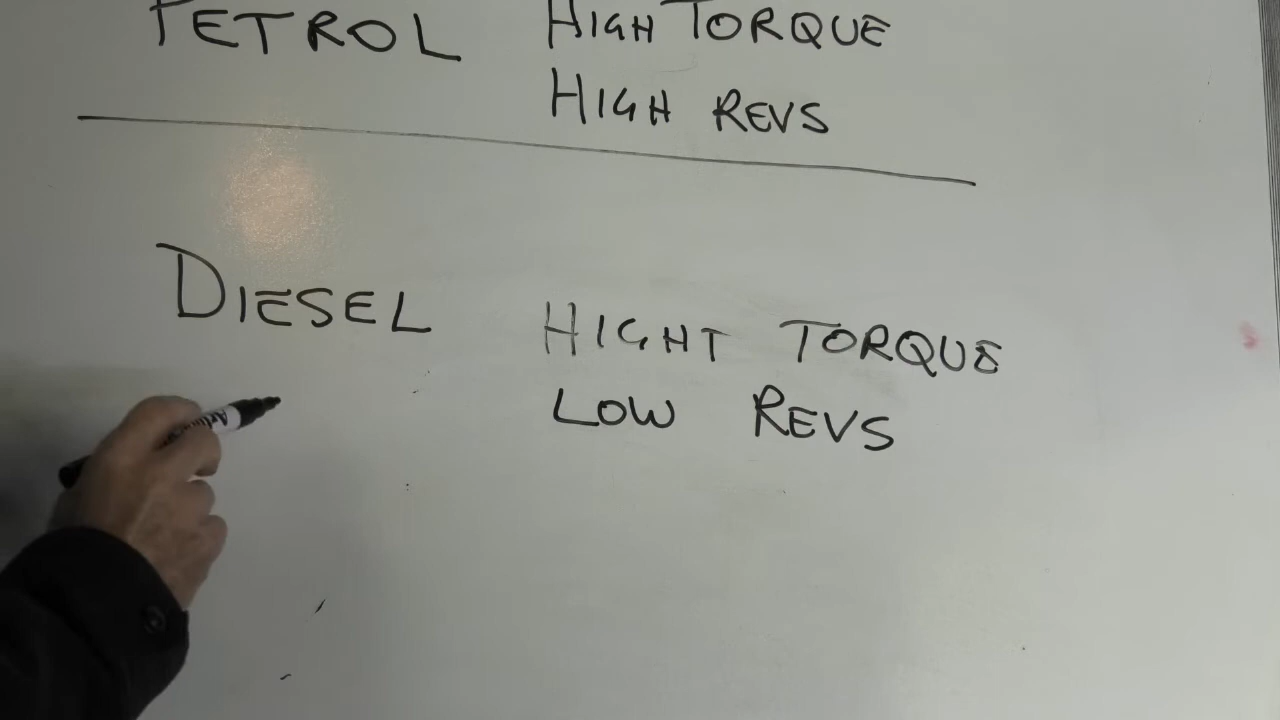 PETROL HIGH TORQUE
HIGH REVS
DIESEL HIGHT TORQUE
LOW REVS